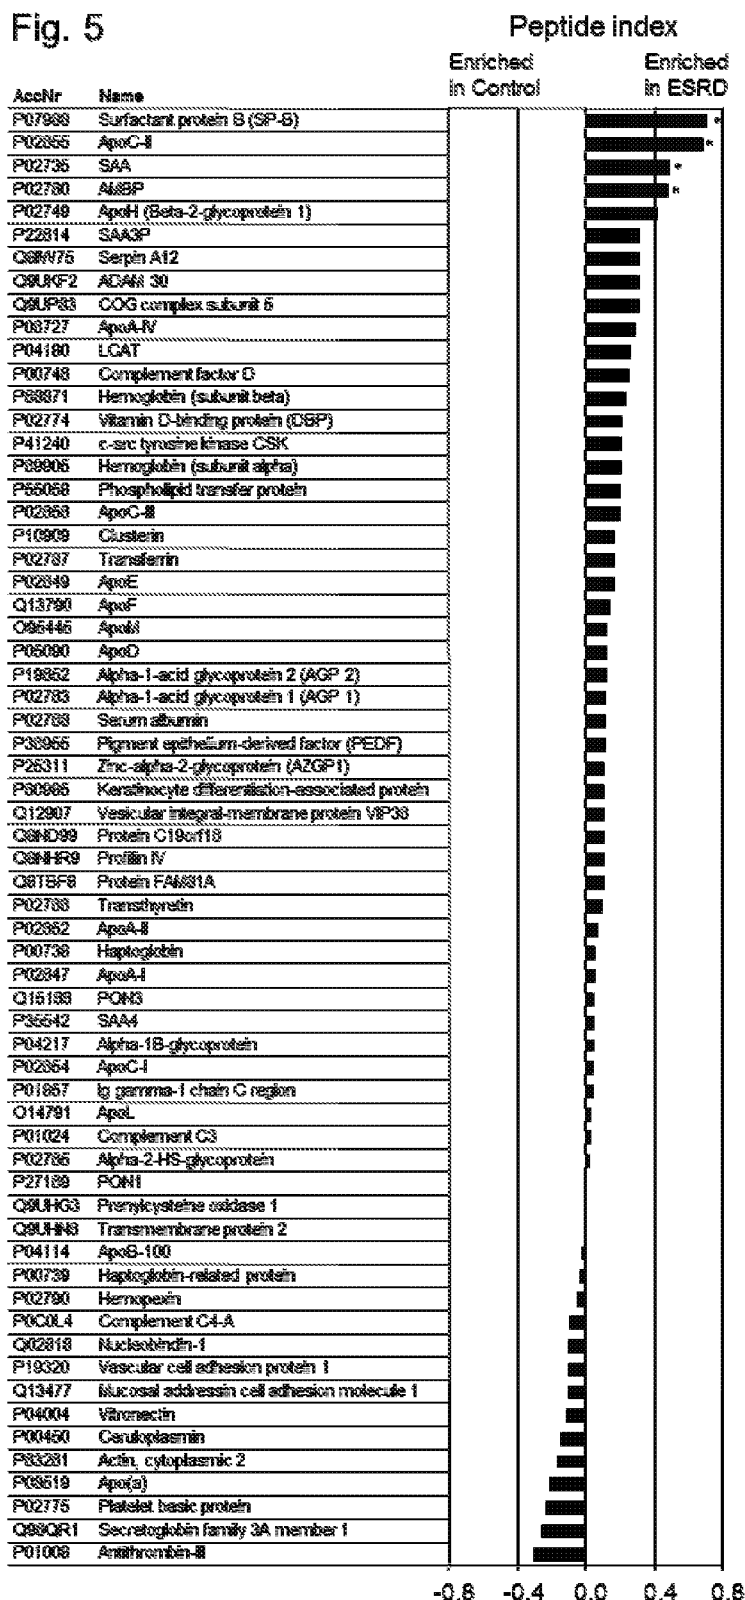 Fig. 5
Peptide index
Enriched in Control
Enriched in ESRD
AccNr Name
P07988 Surfactant protein B (SP-B) *
P02655 ApoC-II *
P02735 SAA *
P02760 AMBP *
P02749 ApoH (Beta-2-glycoprotein 1)
P22614 SAA3P
Q8IW75 Serpin A12
Q9UKF2 ADAM 30
Q9UP83 COG complex subunit 5
P06727 ApoA-IV
P04180 LCAT
P00746 Complement factor D
P68871 Hemoglobin (subunit beta)
P02774 Vitamin D-binding protein (DBP)
P41240 c-src tyrosine kinase CSK
P69905 Hemoglobin (subunit alpha)
P55058 Phospholipid transfer protein
P02656 ApoC-III
P10909 Clusterin
P02787 Transferrin
P02649 ApoE
Q13790 ApoF
O95445 ApoM
P05090 ApoD
P19652 Alpha-1-acid glycoprotein 2 (AGP 2)
P02763 Alpha-1-acid glycoprotein 1 (AGP 1)
P02768 Serum albumin
P36955 Pigment epithelium-derived factor (PEDF)
P25311 Zinc-alpha-2-glycoprotein (AZGP1)
P60985 Keratinocyte differentiation-associated protein
Q12907 Vesicular integral-membrane protein VIP36
Q8ND99 Protein C19orf18
Q8NHR9 Profilin IV
Q8TBF8 Protein FAM81A
P02766 Transthyretin
P02652 ApoA-II
P00738 Haptoglobin
P02647 ApoA-I
Q15166 PON3
P35542 SAA4
P04217 Alpha-1B-glycoprotein
P02654 ApoC-I
P01857 Ig gamma-1 chain C region
O14791 ApoL
P01024 Complement C3
P02765 Alpha-2-HS-glycoprotein
P27169 PON1
Q9UHG3 Prenylcysteine oxidase 1
Q9UHN6 Transmembrane protein 2
P04114 ApoB-100
P00739 Haptoglobin-related protein
P02790 Hemopexin
P0C0L4 Complement C4-A
Q02818 Nucleobindin-1
P19320 Vascular cell adhesion protein 1
Q13477 Mucosal addressin cell adhesion molecule 1
P04004 Vitronectin
P00450 Ceruloplasmin
P63261 Actin, cytoplasmic 2
P08519 Apo(a)
P02775 Platelet basic protein
Q96QR1 Secretoglobin family 3A member 1
P01008 Antithrombin-III
-0.8 -0.4 0.0 0.4 0.8